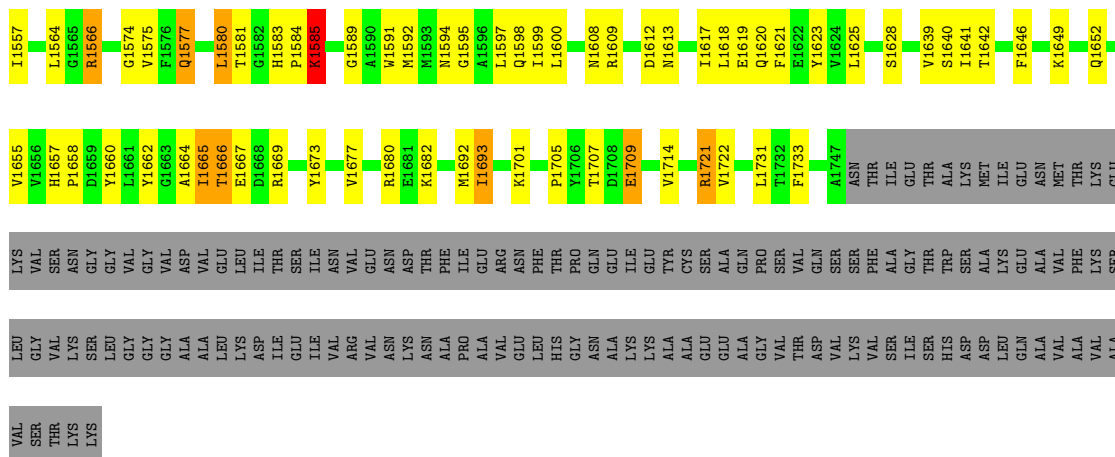 I1557 L1564 G1565 R1566 G1574 V1575 F1576 Q1577 L1580 T1581 G1582 H1583 P1584 K1585 G1589 A1590 W1591 M1592 M1593 N1594 G1595 A1596 L1597 Q1598 I1599 L1600 N1608 R1609 D1612 N1613 I1617 L1618 E1619 Q1620 F1621 E1622 Y1623 V1624 L1625 S1628 V1639 S1640 I1641 T1642 F1646 K1649 Q1652
V1655 V1656 H1657 P1658 D1659 Y1660 L1661 Y1662 G1663 A1664 I1665 T1666 E1667 D1668 R1669 Y1673 V1677 R1680 E1681 K1682 M1692 I1693 K1701 P1705 Y1706 T1707 D1708 E1709 V1714 R1721 V1722 L1731 T1732 F1733 A1747 ASN THR ILE GLU THR ALA LYS MET ILE GLU ASN MET THR LYS GLU
LYS VAL SER ASN GLY GLY VAL GLY VAL ASP VAL GLU LEU ILE THR SER ILE ASN VAL GLU ASN ASP THR PHE ILE GLU ARG ASN PHE THR PRO GLN GLU ILE GLU TYR CYS SER ALA GLN PRO SER VAL GLN SER SER PHE ALA GLY THR TRP SER ALA LYS GLU ALA VAL PHE LYS SER
LEU GLY VAL LYS SER LEU GLY GLY GLY ALA ALA LEU LYS ASP ILE GLU ILE VAL ARG VAL ASN LYS ASN ALA PRO ALA VAL GLU LEU HIS GLY ASN ALA LYS LYS ALA ALA GLU GLU ALA GLY VAL THR ASP VAL LYS VAL SER ILE SER HIS ASP ASP LEU GLN ALA VAL ALA VAL ALA
VAL SER THR LYS LYS